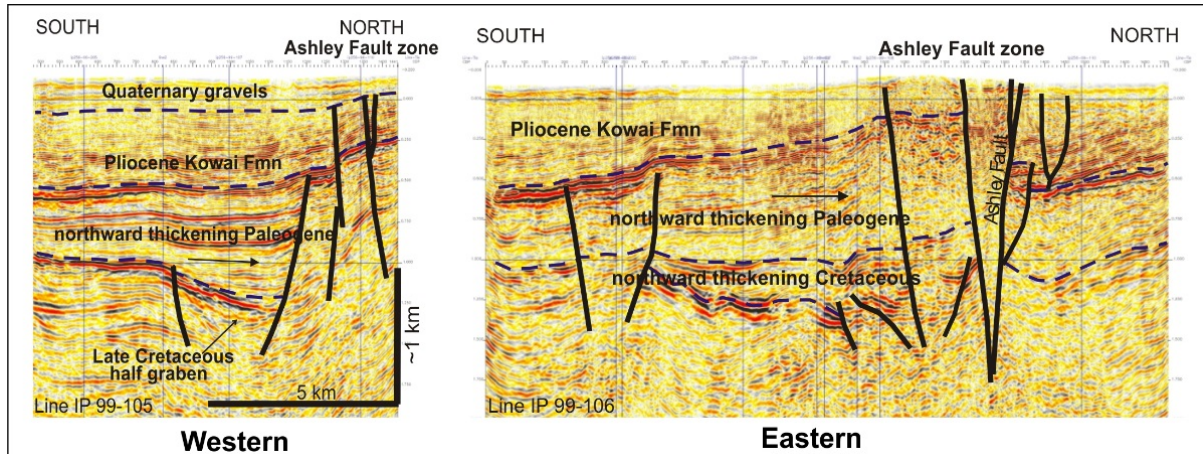 SOUTH
NORTH
Ashley Fault zone
Quaternary gravels
Pliocene Kowai Fmn
northward thickening Paleogene
Late Cretaceous
half graben
~1 km
5 km
Line IP 99-105
Western
SOUTH
Ashley Fault zone
NORTH
Pliocene Kowai Fmn
Ashley Fault
northward thickening Paleogene
northward thickening Cretaceous
Line IP 99-106
Eastern